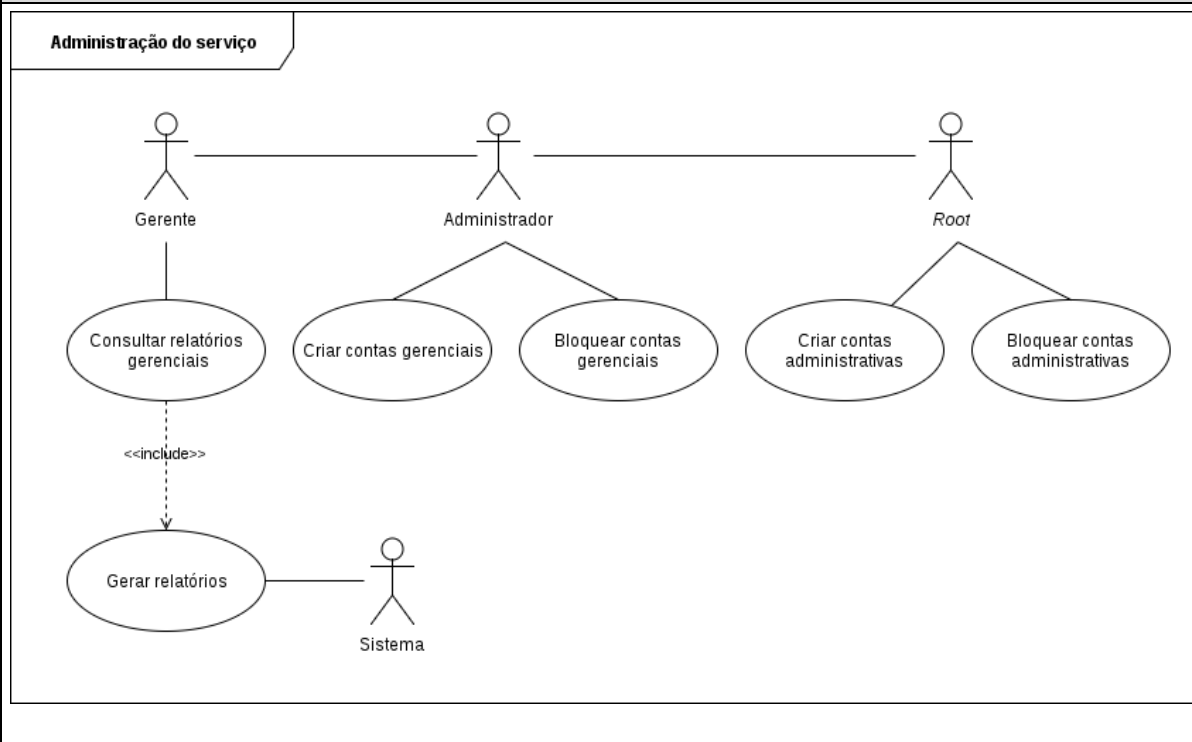 Administração do serviço
Gerente
Administrador
Root
Consultar relatórios
gerenciais
Criar contas gerenciais
Bloquear contas
gerenciais
Criar contas
administrativas
Bloquear contas
administrativas
<<include>>
Gerar relatórios
Sistema